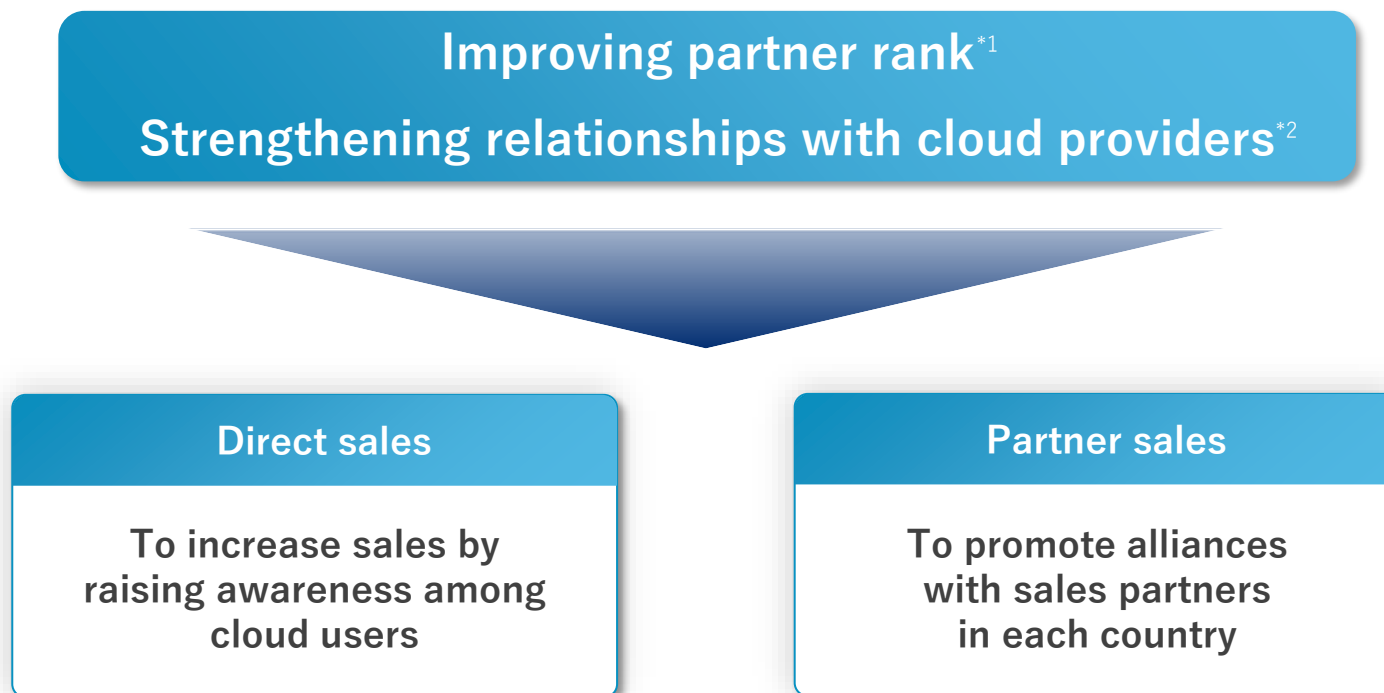 Improving partner rank*1
Strengthening relationships with cloud providers*2
Direct sales
To increase sales by
raising awareness among
cloud users
Partner sales
To promote alliances
with sales partners
in each country